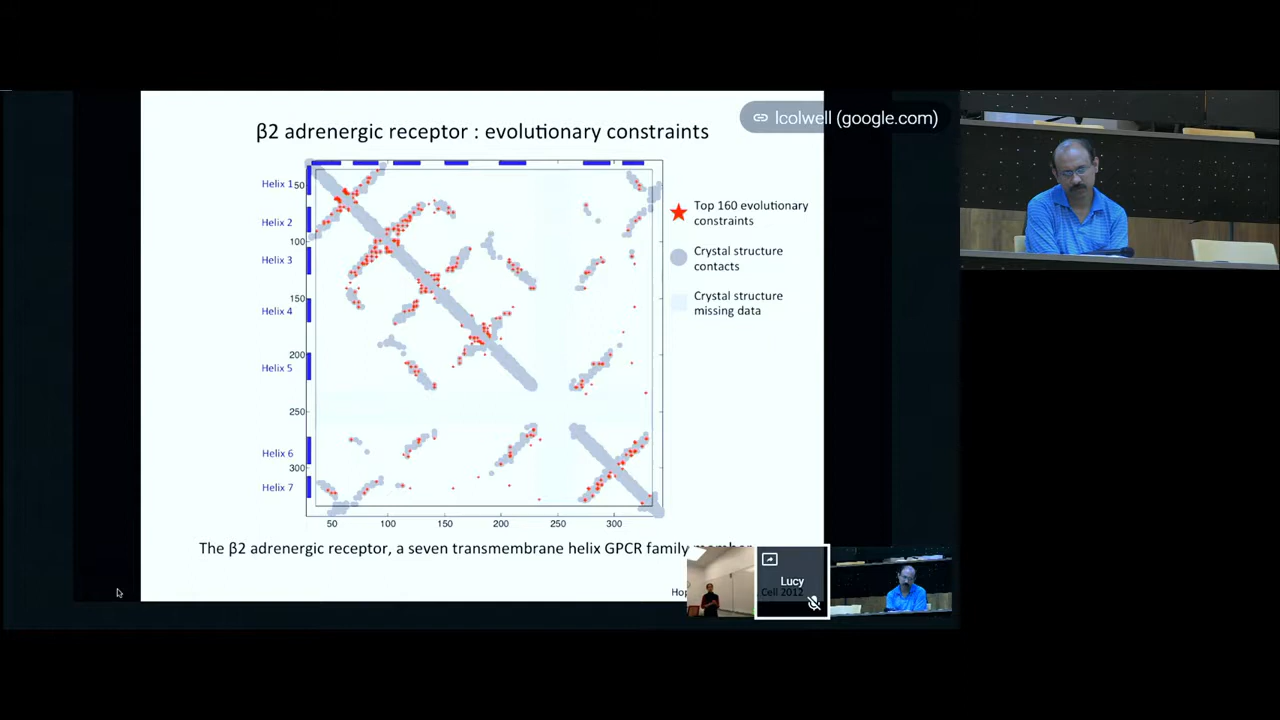 lcolwell (google.com)
β2 adrenergic receptor : evolutionary constraints
Helix 1
Helix 2
Helix 3
Helix 4
Helix 5
Helix 6
Helix 7
50
100
150
200
250
300
50
100
150
200
250
300
Top 160 evolutionary
constraints
Crystal structure
contacts
Crystal structure
missing data
The β2 adrenergic receptor, a seven transmembrane helix GPCR family
Cell 2012
Lucy